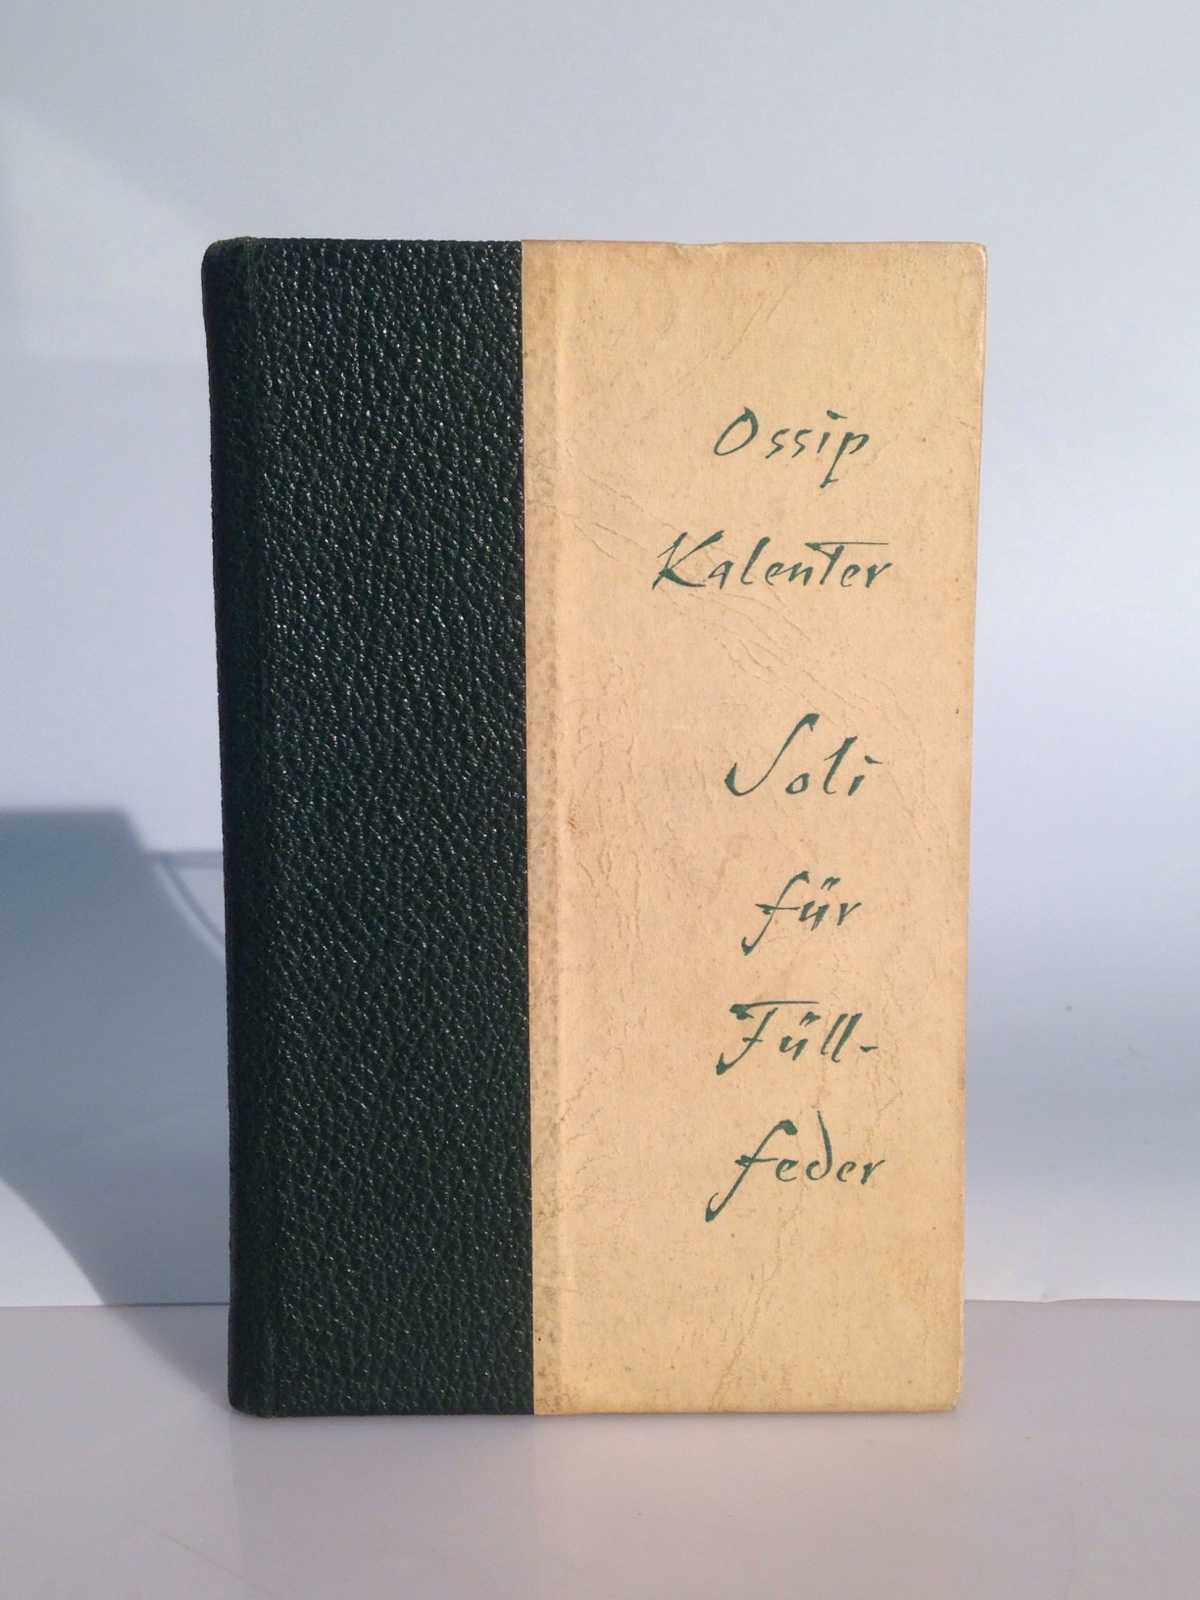 Ossip
Kalenter
Soli
für
Füll-
feder